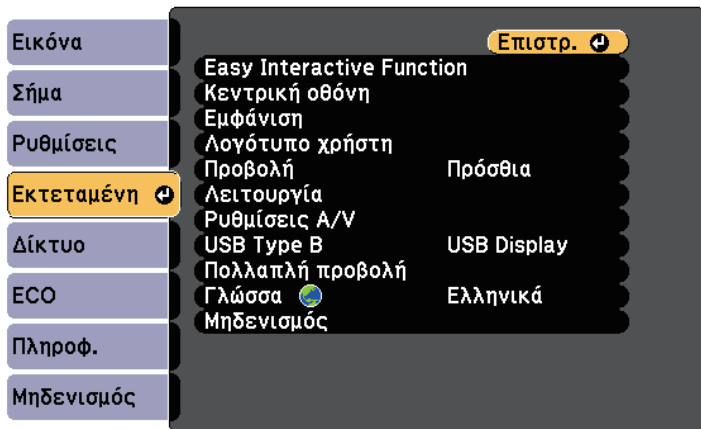 Εικόνα
Σήμα
Ρυθμίσεις
Εκτεταμένη
Δίκτυο
ECO
Πληροφ.
Μηδενισμός
Επιστρ.
Easy Interactive Function
Κεντρική οθόνη
Εμφάνιση
Λογότυπο χρήστη
Προβολή Πρόσθια
Λειτουργία
Ρυθμίσεις A/V
USB Type B USB Display
Πολλαπλή προβολή
Γλώσσα Ελληνικά
Μηδενισμός